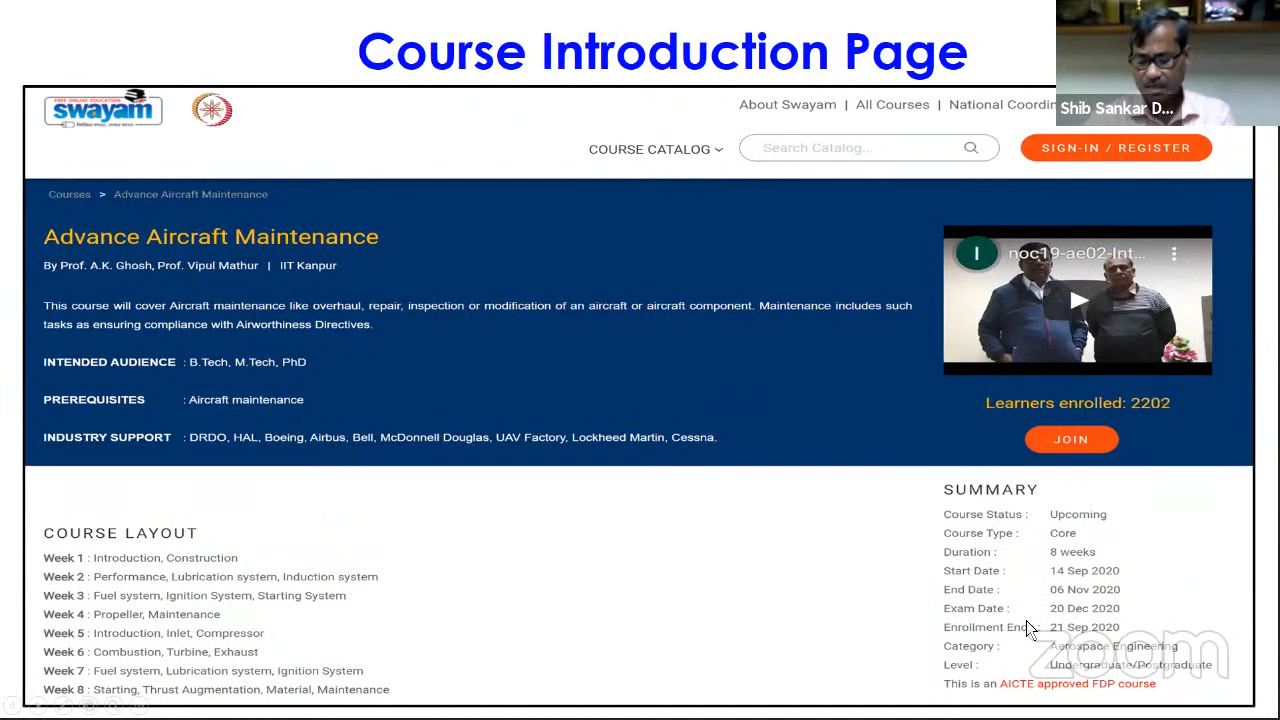 Course Introduction Page
Shib Sankar D...
FREE ONLINE EDUCATION
swayam
About Swayam | All Courses | National Coordin
COURSE CATALOG
Search Catalog...
SIGN-IN / REGISTER
Courses > Advance Aircraft Maintenance
Advance Aircraft Maintenance
By Prof. A.K. Ghosh, Prof. Vipul Mathur | IIT Kanpur
This course will cover Aircraft maintenance like overhaul, repair, inspection or modification of an aircraft or aircraft component. Maintenance includes such
tasks as ensuring compliance with Airworthiness Directives.
INTENDED AUDIENCE : B.Tech, M.Tech, PhD
PREREQUISITES : Aircraft maintenance
INDUSTRY SUPPORT : DRDO, HAL, Boeing, Airbus, Bell, McDonnell Douglas, UAV Factory, Lockheed Martin, Cessna.
I noc19-ae02-Int...
Learners enrolled: 2202
JOIN
COURSE LAYOUT
Week 1 : Introduction, Construction
Week 2 : Performance, Lubrication system, Induction system
Week 3 : Fuel system, Ignition System, Starting System
Week 4 : Propeller, Maintenance
Week 5 : Introduction, Inlet, Compressor
Week 6 : Combustion, Turbine, Exhaust
Week 7 : Fuel system, Lubrication system, Ignition System
Week 8 : Starting, Thrust Augmentation, Material, Maintenance
SUMMARY
Course Status : Upcoming
Course Type : Core
Duration : 8 weeks
Start Date : 14 Sep 2020
End Date : 06 Nov 2020
Exam Date : 20 Dec 2020
Enrollment End : 21 Sep 2020
Category : Aerospace Engineering
Level : Undergraduate/Postgraduate
This is an AICTE approved FDP course
zoom